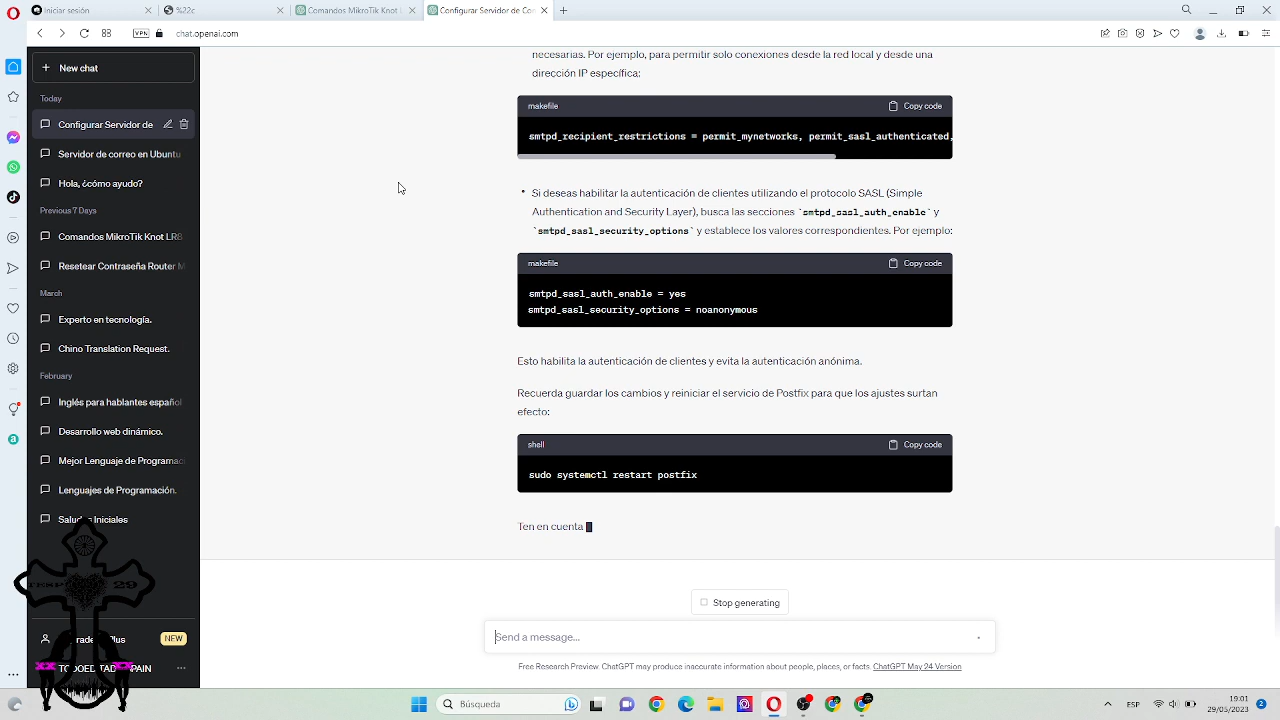 Iniciar sesión
%22c
Comandos MikroTik Knot
Configurar Servidor de Co
VPN
chat.openai.com
New chat
Today
Configurar Servidor de
Servidor de correo en Ubuntu
Hola, ¿cómo ayudo?
Previous 7 Days
Comandos MikroTik Knot LR8
Resetear Contraseña Router M
March
Experto en tecnología.
Chino Translation Request.
February
Inglés para hablantes español
Desarrollo web dinámico.
Mejor Lenguaje de Programac
Lenguajes de Programación.
Saludos Iniciales
29
NEW
necesarias. Por ejemplo, para permitir solo conexiones desde la red local y desde una
dirección IP específica:
makefile
Copy code
smtpd_recipient_restrictions = permit_mynetworks, permit_sasl_authenticated,
• Si deseas habilitar la autenticación de clientes utilizando el protocolo SASL (Simple
Authentication and Security Layer), busca las secciones `smtpd_sasl_auth_enable` y
`smtpd_sasl_security_options` y establece los valores correspondientes. Por ejemplo:
makefile
Copy code
smtpd_sasl_auth_enable = yes
smtpd_sasl_security_options = noanonymous
Esto habilita la autenticación de clientes y evita la autenticación anónima.
Recuerda guardar los cambios y reiniciar el servicio de Postfix para que los ajustes surtan
efecto:
shell
Copy code
sudo systemctl restart postfix
Ten en cuenta
Stop generating
Send a message...
Free Research Preview. ChatGPT may produce inaccurate information about people, places, or facts. ChatGPT May 24 Version
Búsqueda
19:01
29/05/2023
2